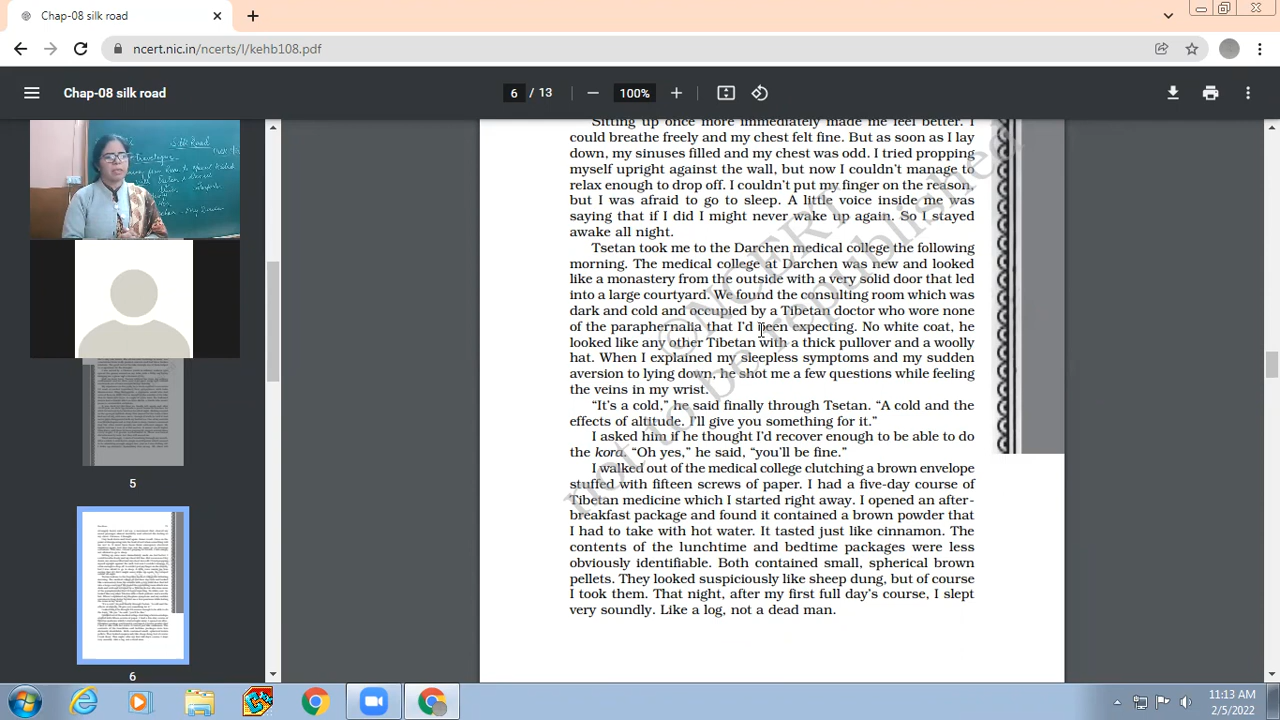 Chap-08 silk road
ncert.nic.in/ncerts/l/kehb108.pdf
Chap-08 silk road
6 / 13
100%
Silk Road
5
6
Sitting up once more immediately made me feel better. I
could breathe freely and my chest felt fine. But as soon as I lay
down, my sinuses filled and my chest was odd. I tried propping
myself upright against the wall, but now I couldn't manage to
relax enough to drop off. I couldn't put my finger on the reason,
but I was afraid to go to sleep. A little voice inside me was
saying that if I did I might never wake up again. So I stayed
awake all night.
Tsetan took me to the Darchen medical college the following
morning. The medical college at Darchen was new and looked
like a monastery from the outside with a very solid door that led
into a large courtyard. We found the consulting room which was
dark and cold and occupied by a Tibetan doctor who wore none
of the paraphernalia that I'd been expecting. No white coat, he
looked like any other Tibetan with a thick pullover and a woolly
hat. When I explained my sleepless symptoms and my sudden
aversion to lying down, he shot me a few questions while feeling
the veins in my wrist.
“It's a cold,” he said finally through Tsetan. “A cold and the
effects of altitude. I'll give you something for it.”
I asked him if he thought I'd recover enough to be able to do
the kora. “Oh yes,” he said, “you'll be fine.”
I walked out of the medical college clutching a brown envelope
stuffed with fifteen screws of paper. I had a five-day course of
Tibetan medicine which I started right away. I opened an after-
breakfast package and found it contained a brown powder that
I had to take with hot water. It tasted just like cinnamon. The
contents of the lunchtime and bedtime packages were less
obviously identifiable. Both contained small, spherical brown
pellets. They looked suspiciously like sheep dung, but of course
I took them. That night, after my first full day's course, I slept
very soundly. Like a log, not a dead man.
© NCERT
not to be republished
11:13 AM
2/5/2022